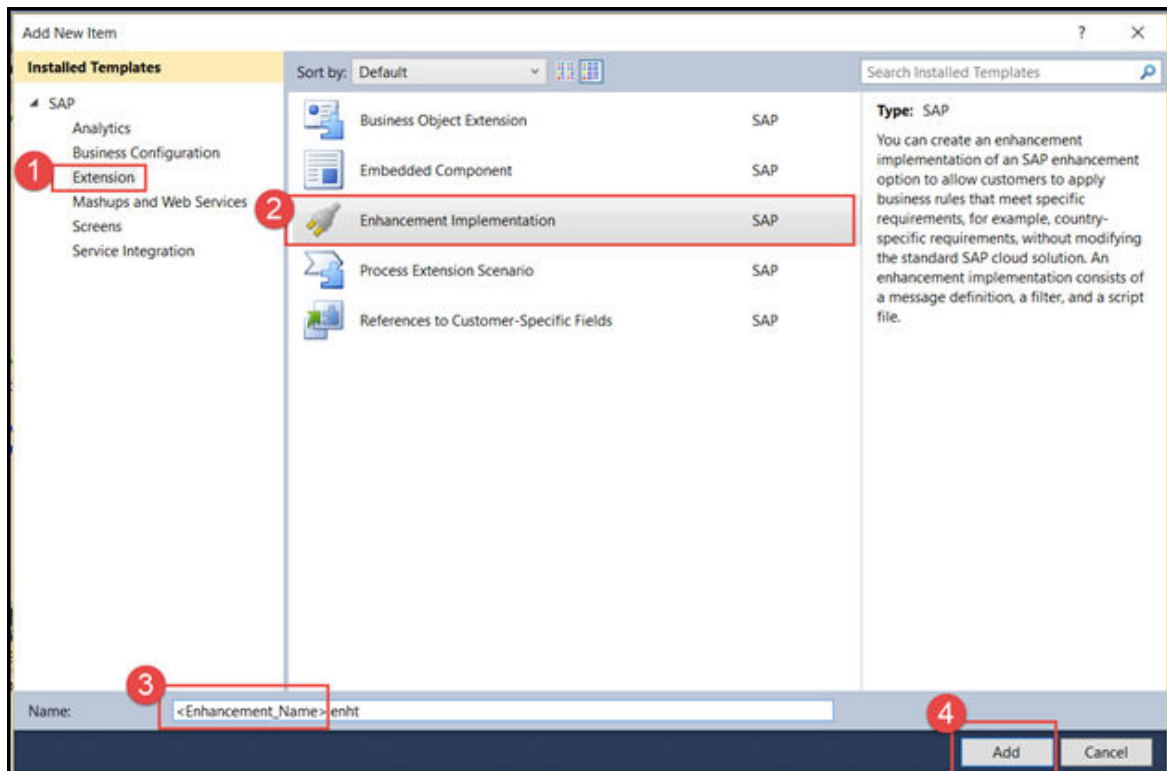 Add New Item
? ×
Installed Templates
Sort by: Default
Search Installed Templates
SAP
Analytics
Business Configuration
1 Extension
Mashups and Web Services
Screens
Service Integration
Business Object Extension SAP
Embedded Component SAP
2 Enhancement Implementation SAP
Process Extension Scenario SAP
References to Customer-Specific Fields SAP
Type: SAP
You can create an enhancement
implementation of an SAP enhancement
option to allow customers to apply
business rules that meet specific
requirements, for example, country-
specific requirements, without modifying
the standard SAP cloud solution. An
enhancement implementation consists of
a message definition, a filter, and a script
file.
3
Name: <Enhancement_Name>.enht
4
Add Cancel